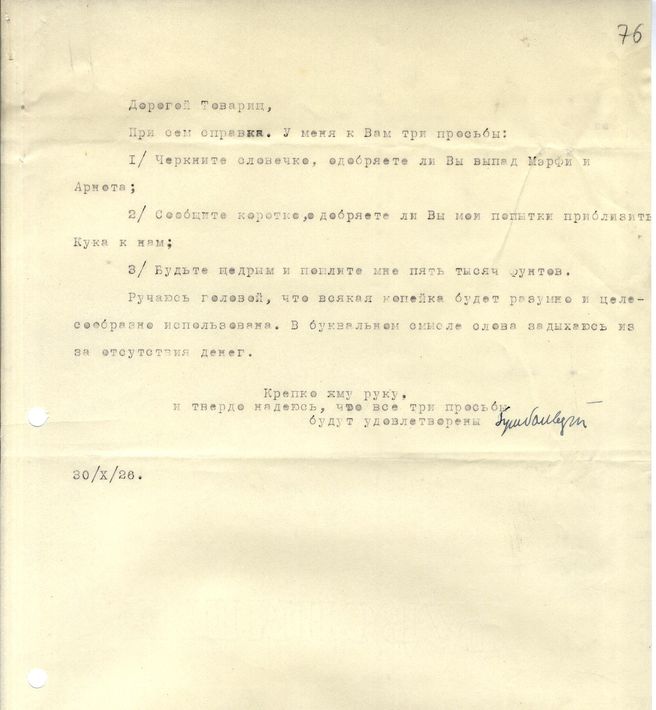 76
Дорогой Товарищ,
При сем справка. У меня к Вам три просьбы:
1/ Черкните словечко, одобряете ли Вы выпад Мэрфи и
Арнота;
2/ Сообщите коротко,одобряете ли Вы мои попытки приблизить
Кука к нам;
3/ Будьте щедрым и пошлите мне пять тысяч фунтов.
Ручаюсь головой, что всякая копейка будет разумно и целе-
сообразно использована. В буквальном смысле слова задыхаюсь из
за отсутствия денег.
Крепко жму руку,
и твердо надеюсь, что все три просьбы
будут удовлетворены
30/X/26.